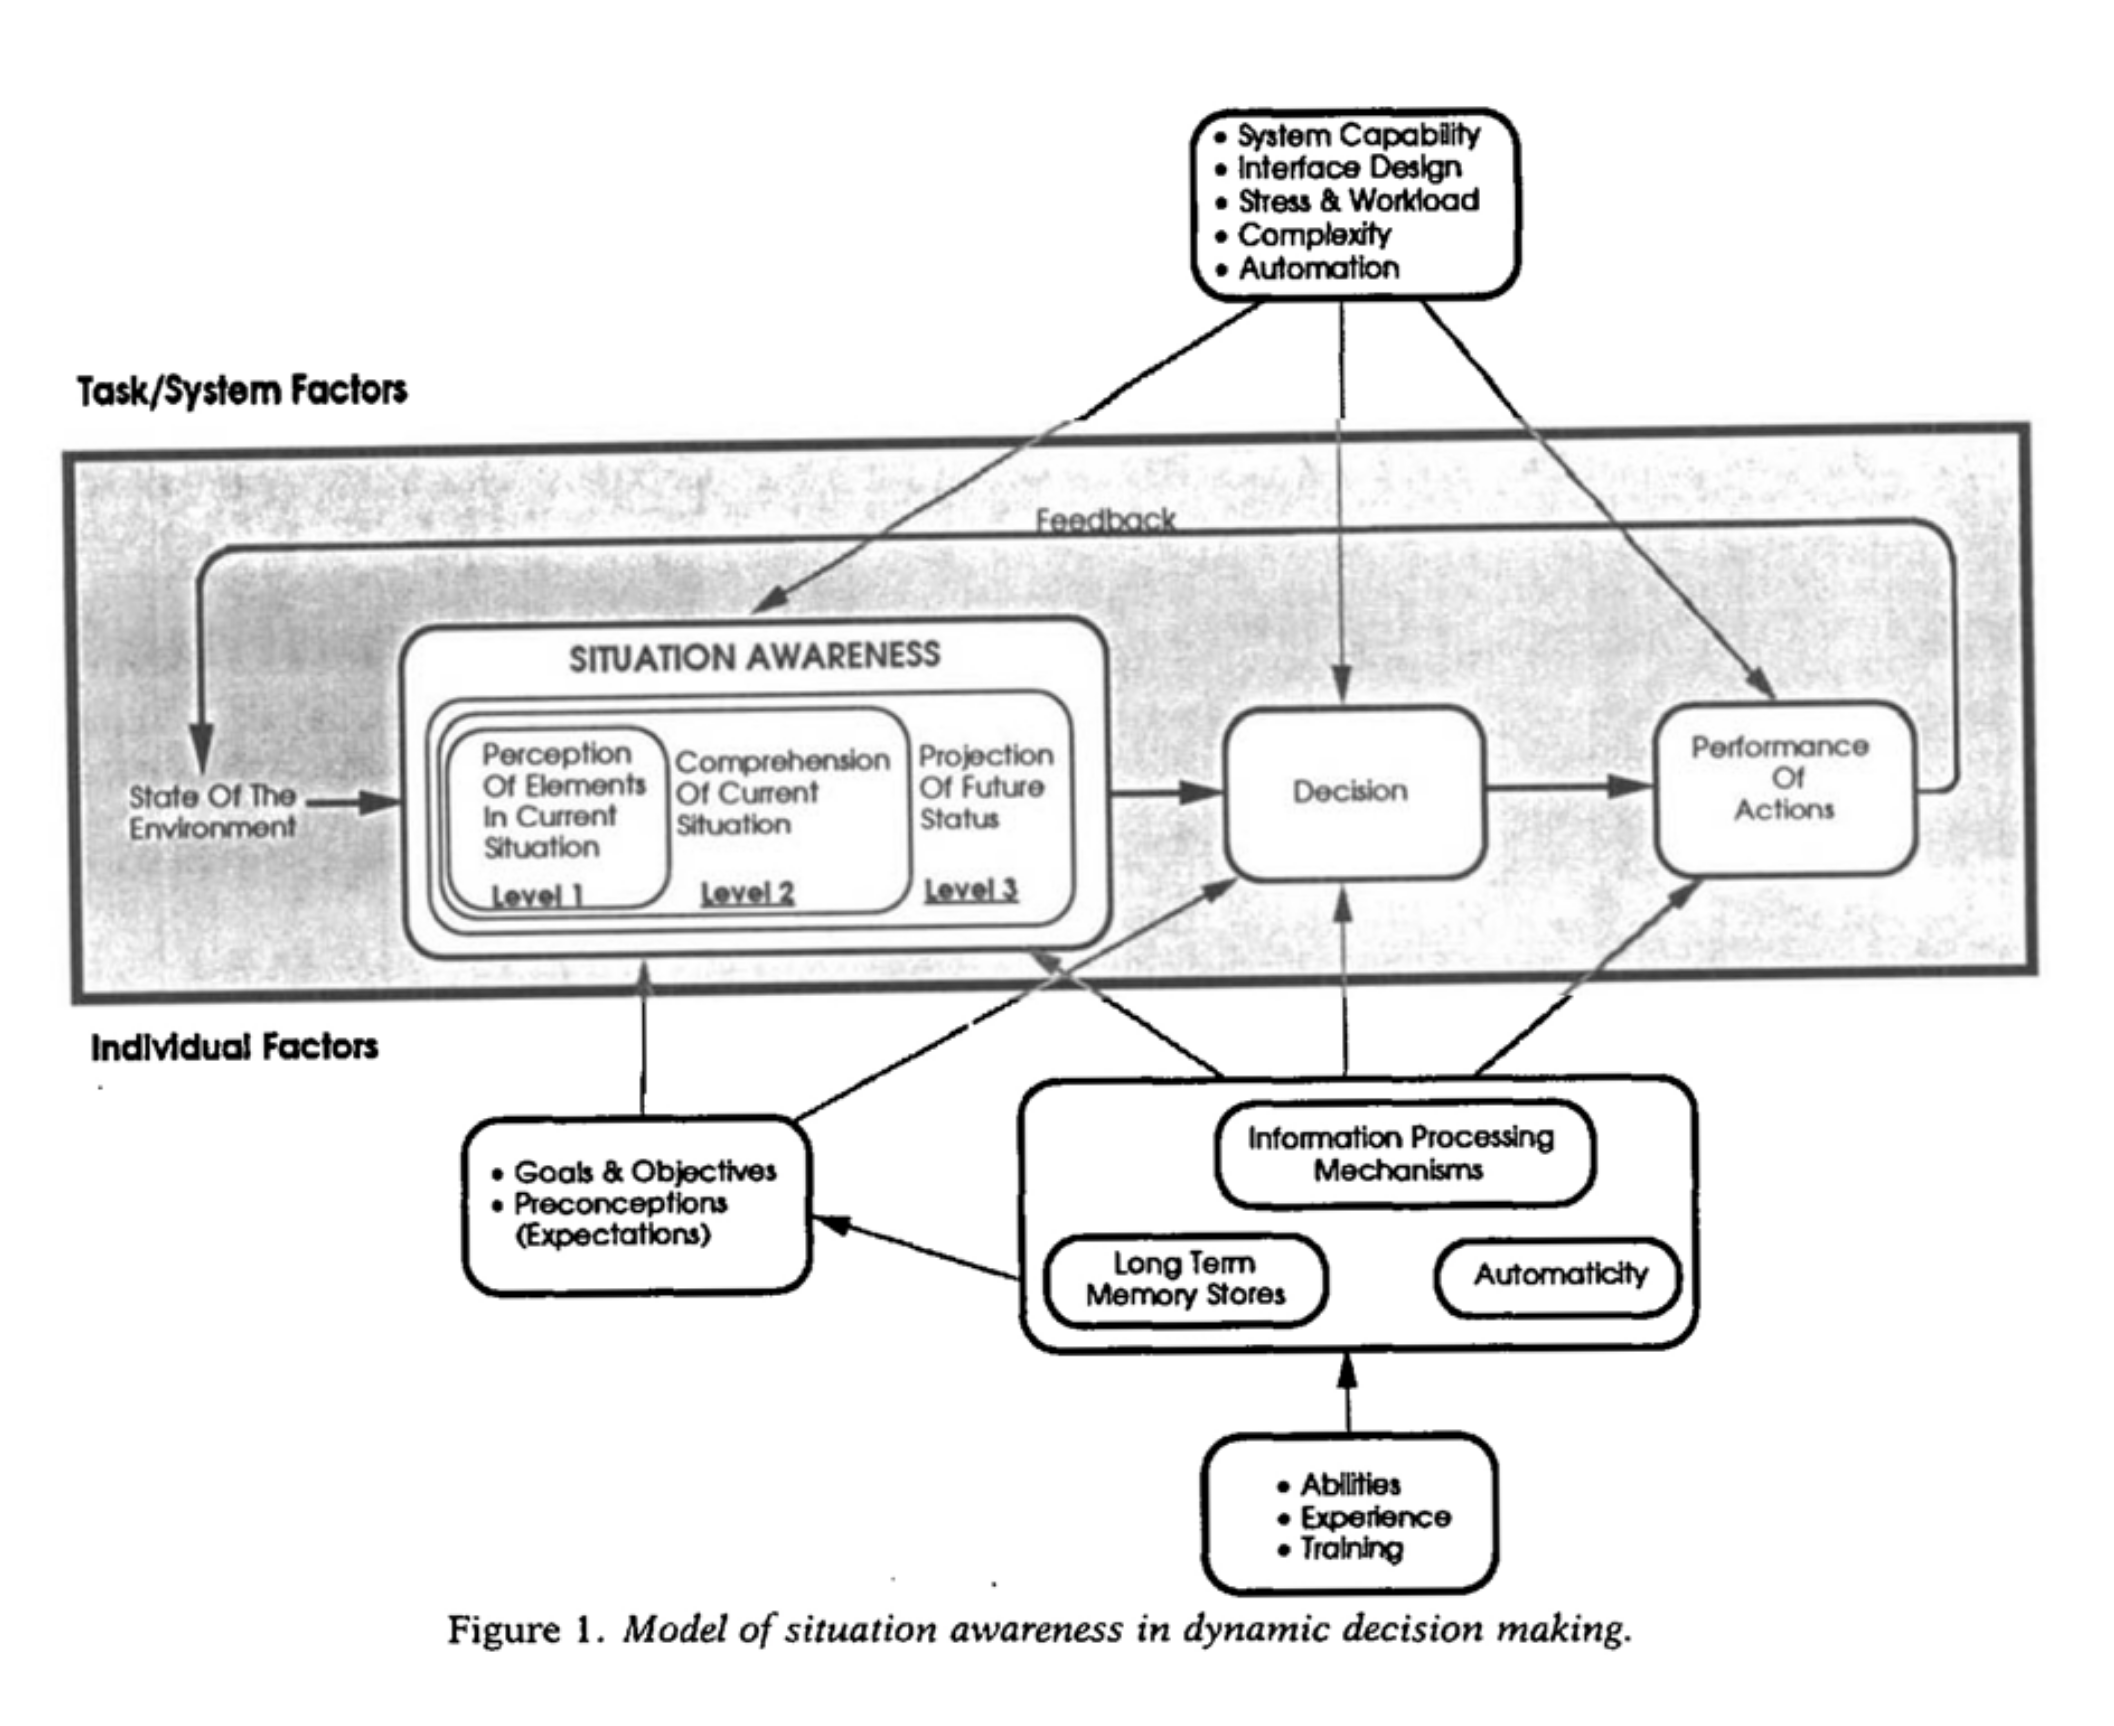 • System Capability
• Interface Design
• Stress & Workload
• Complexity
• Automation
Task/System Factors
Feedback
SITUATION AWARENESS
Perception
Of Elements
In Current
Situation
Level 1
Comprehension
Of Current
Situation
Level 2
Projection
Of Future
Status
Level 3
State Of The
Environment
Decision
Performance
Of
Actions
Individual Factors
• Goals & Objectives
• Preconceptions
(Expectations)
Information Processing
Mechanisms
Long Term
Memory Stores
Automaticity
• Abilities
• Experience
• Training
Figure 1. Model of situation awareness in dynamic decision making.